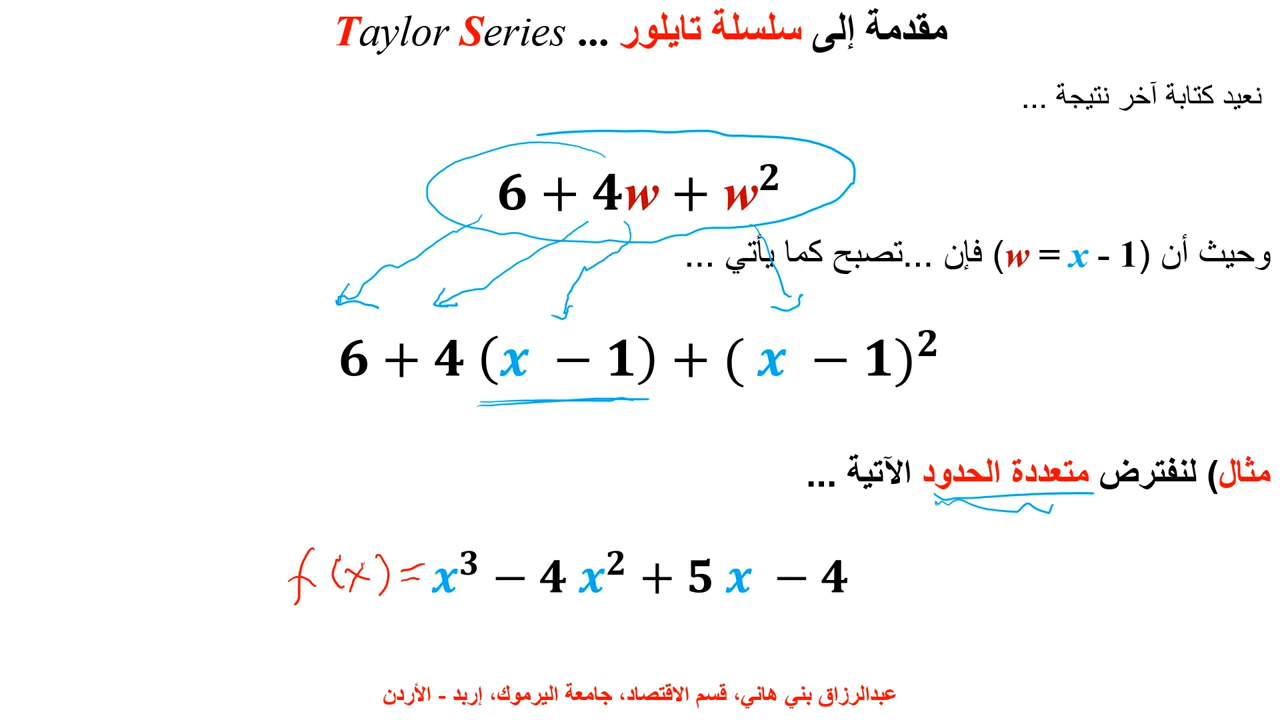 مقدمة إلى سلسلة تايلور ... Taylor Series
نعيد كتابة آخر نتيجة ...
6 + 4w + w²
وحيث أن (w = x - 1) فإن ...تصبح كما يأتي ...
6 + 4 (x − 1) + ( x − 1)²
مثال) لنفترض متعددة الحدود الآتية ...
f(x) = x³ − 4 x² + 5 x − 4
عبدالرزاق بني هاني، قسم الاقتصاد، جامعة اليرموك، إربد - الأردن